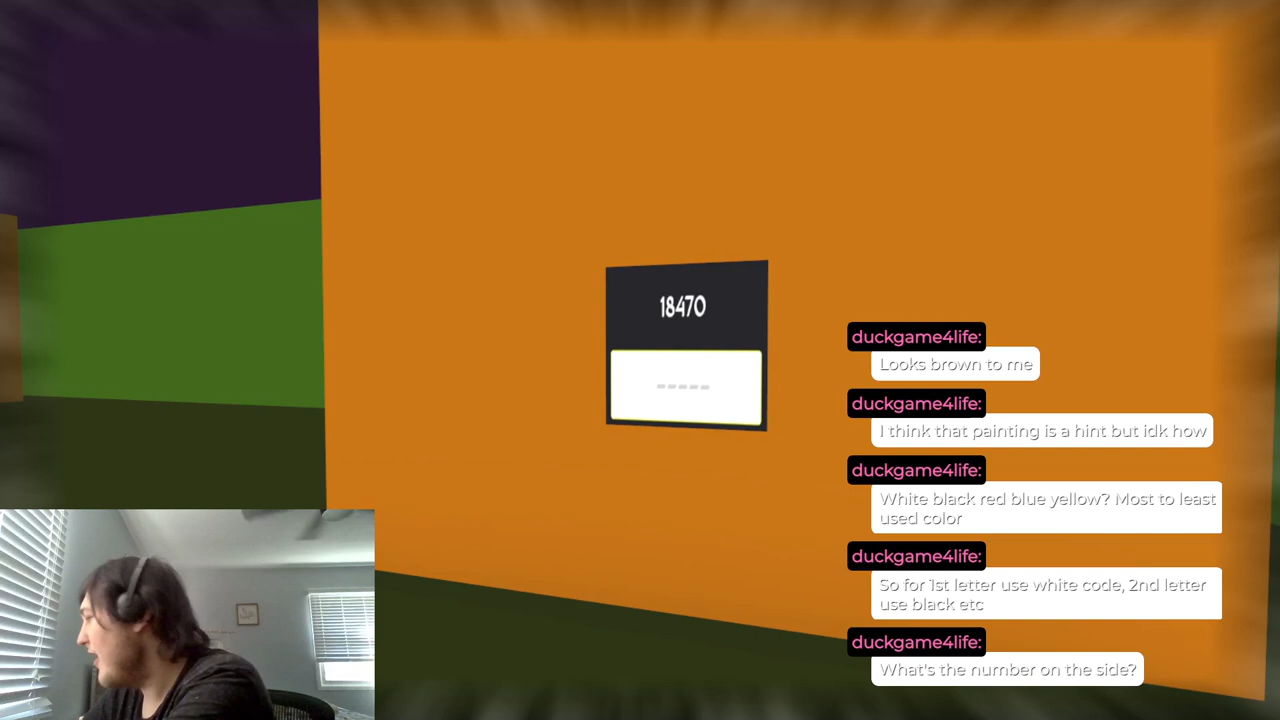 18470
-----
duckgame4life:
Looks brown to me
duckgame4life:
I think that painting is a hint but idk how
duckgame4life:
White black red blue yellow? Most to least
used color
duckgame4life:
So for 1st letter use white code, 2nd letter
use black etc
duckgame4life:
What's the number on the side?